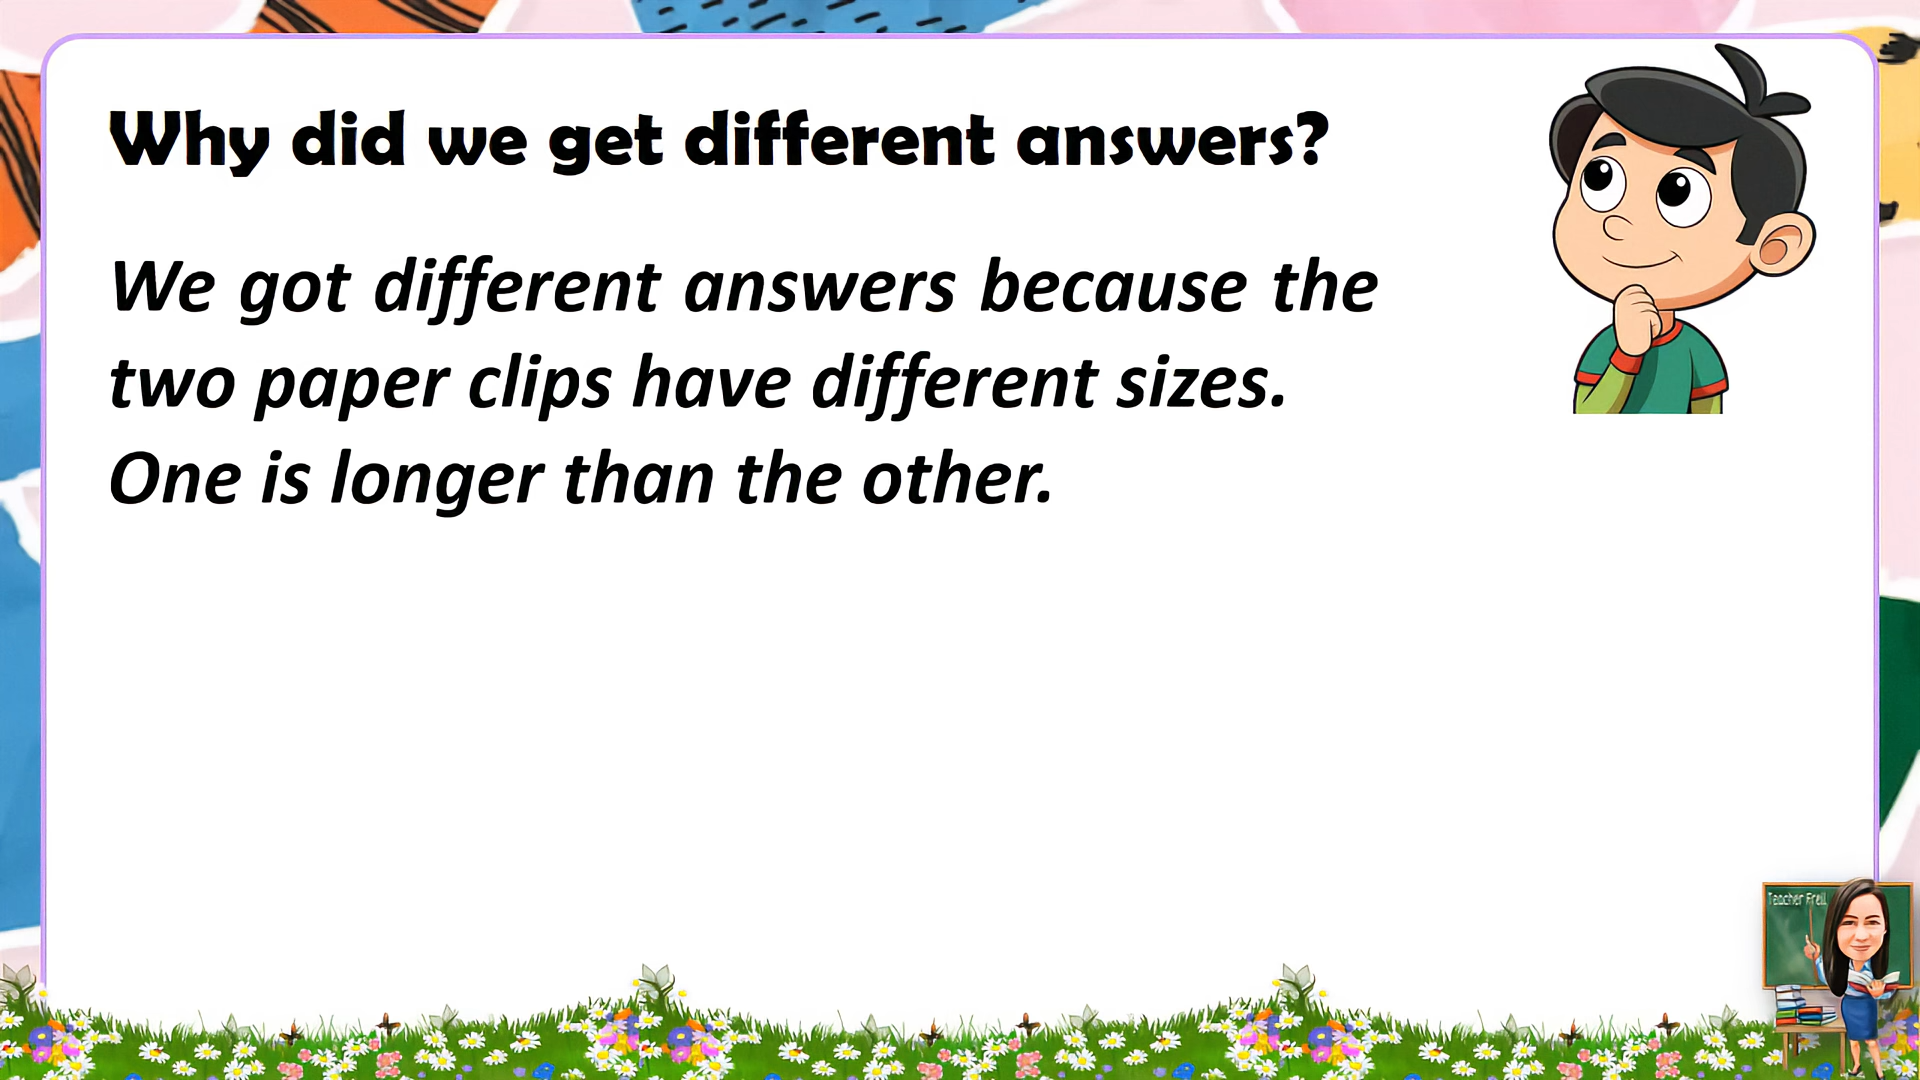 Why did we get different answers?
We got different answers because the
two paper clips have different sizes.
One is longer than the other.
Teacher Frell